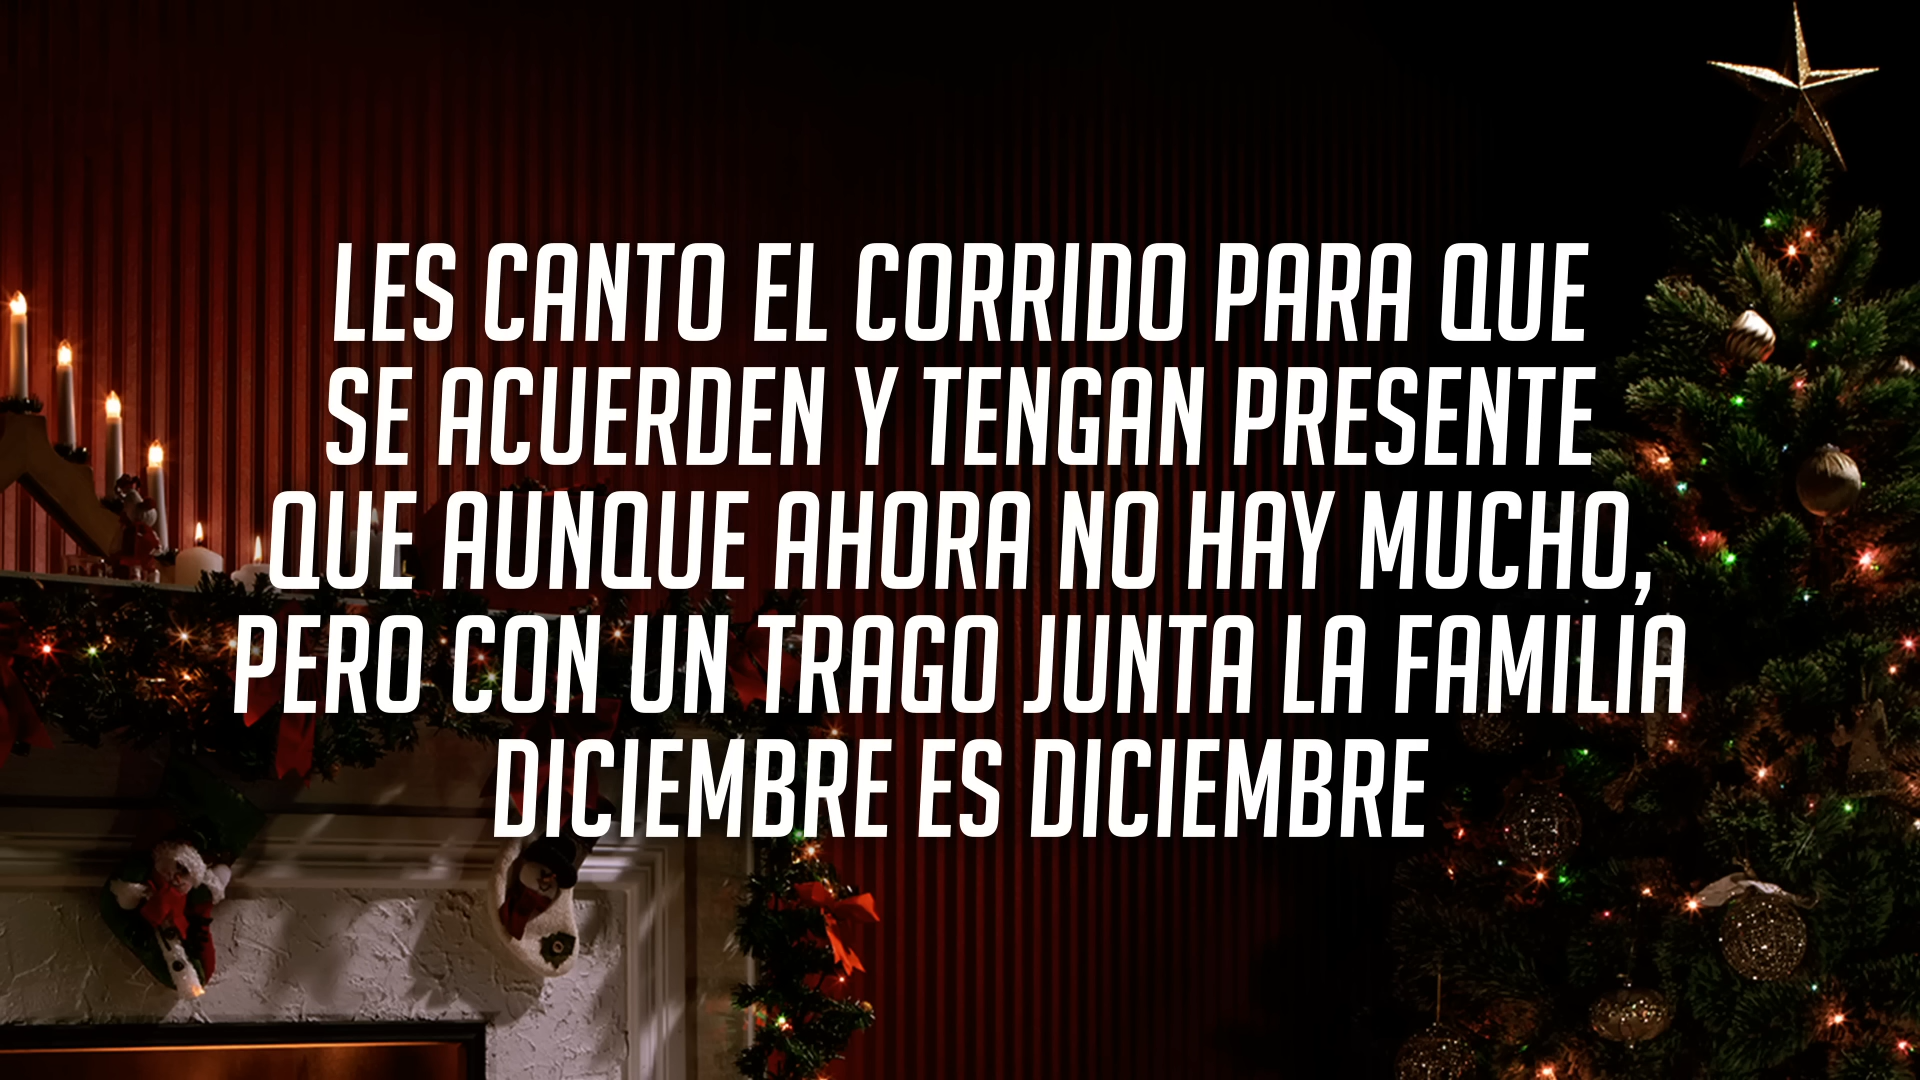 LES CANTO EL CORRIDO PARA QUE
SE ACUERDEN Y TENGAN PRESENTE
QUE AUNQUE AHORA NO HAY MUCHO,
PERO CON UN TRAGO JUNTA LA FAMILIA
DICIEMBRE ES DICIEMBRE